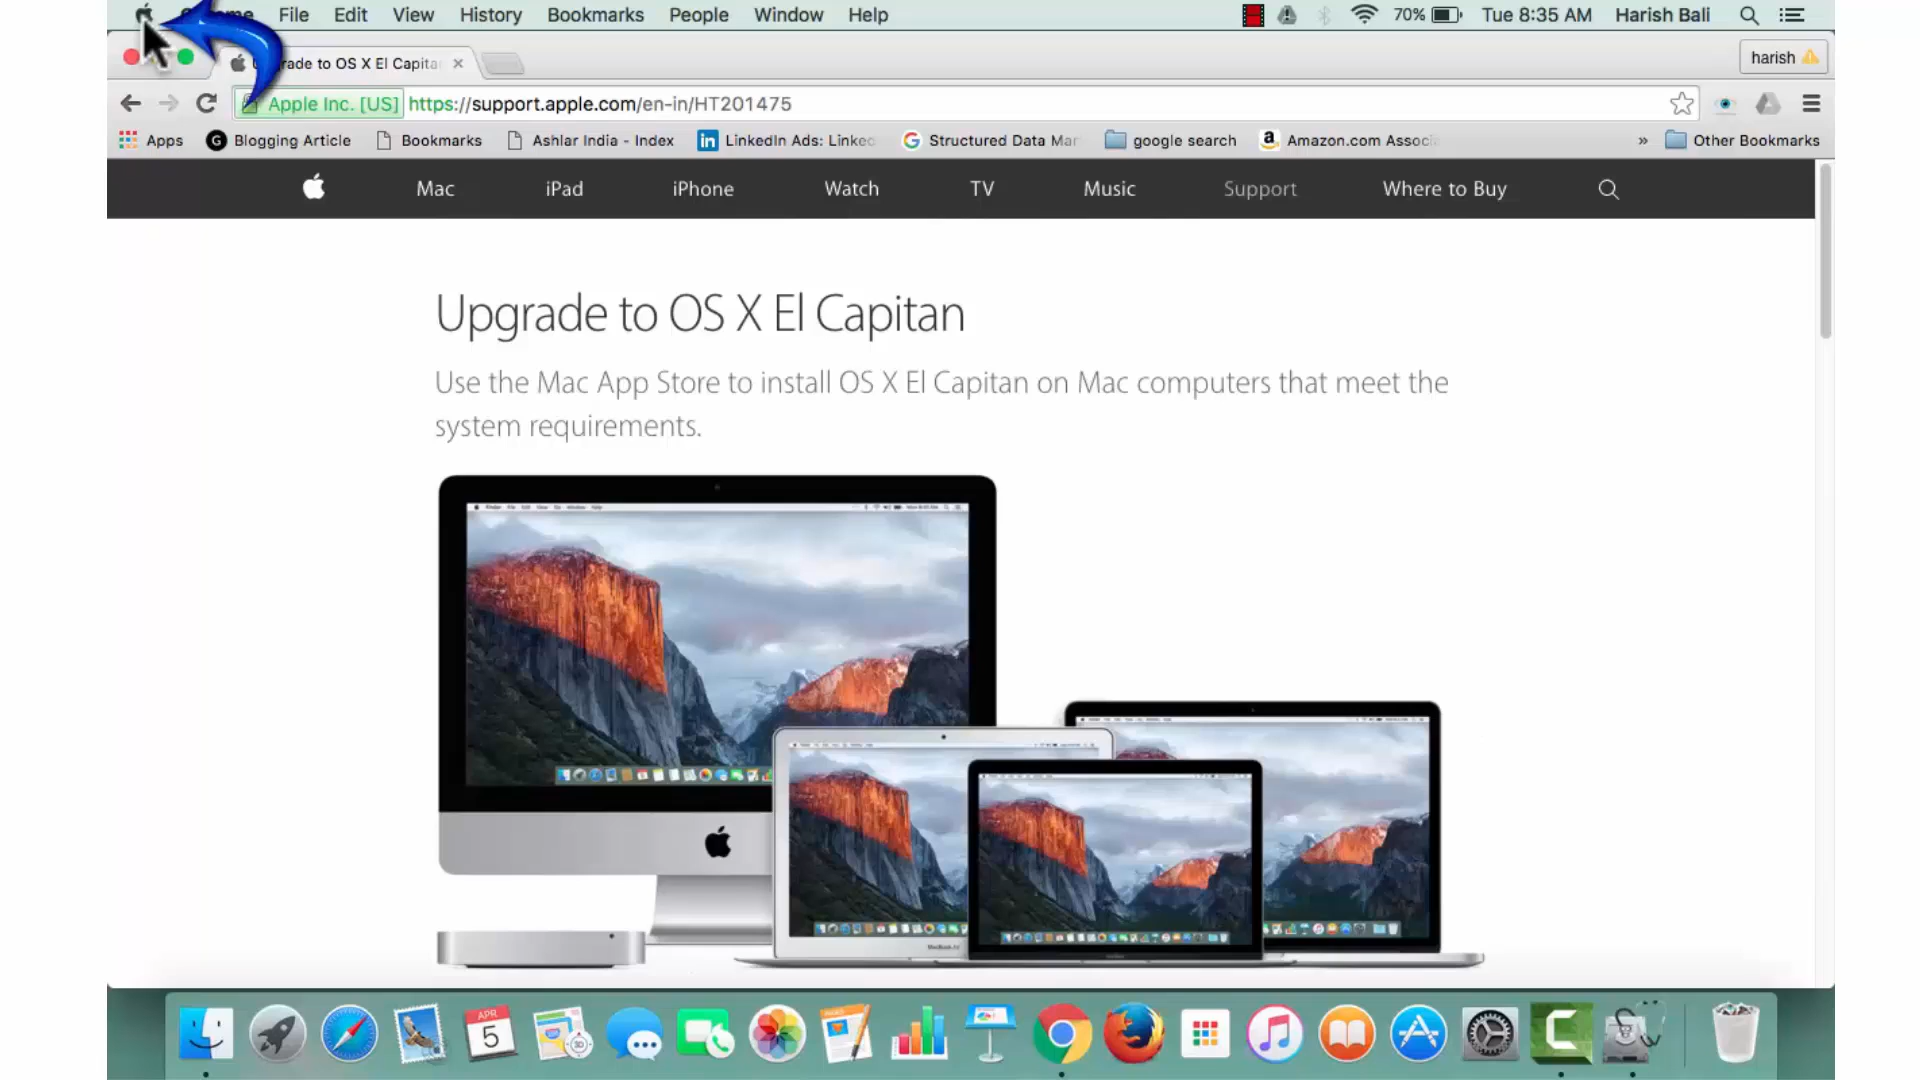 File Edit View History Bookmarks People Window Help 70% Tue 8:35 AM Harish Bali
rade to OS X El Capita harish
Apple Inc. [US] https://support.apple.com/en-in/HT201475
Apps Blogging Article Bookmarks Ashlar India - Index LinkedIn Ads: Linked Structured Data Mar google search Amazon.com Associa » Other Bookmarks
Mac iPad iPhone Watch TV Music Support Where to Buy
Upgrade to OS X El Capitan
Use the Mac App Store to install OS X El Capitan on Mac computers that meet the
system requirements.
APR
5